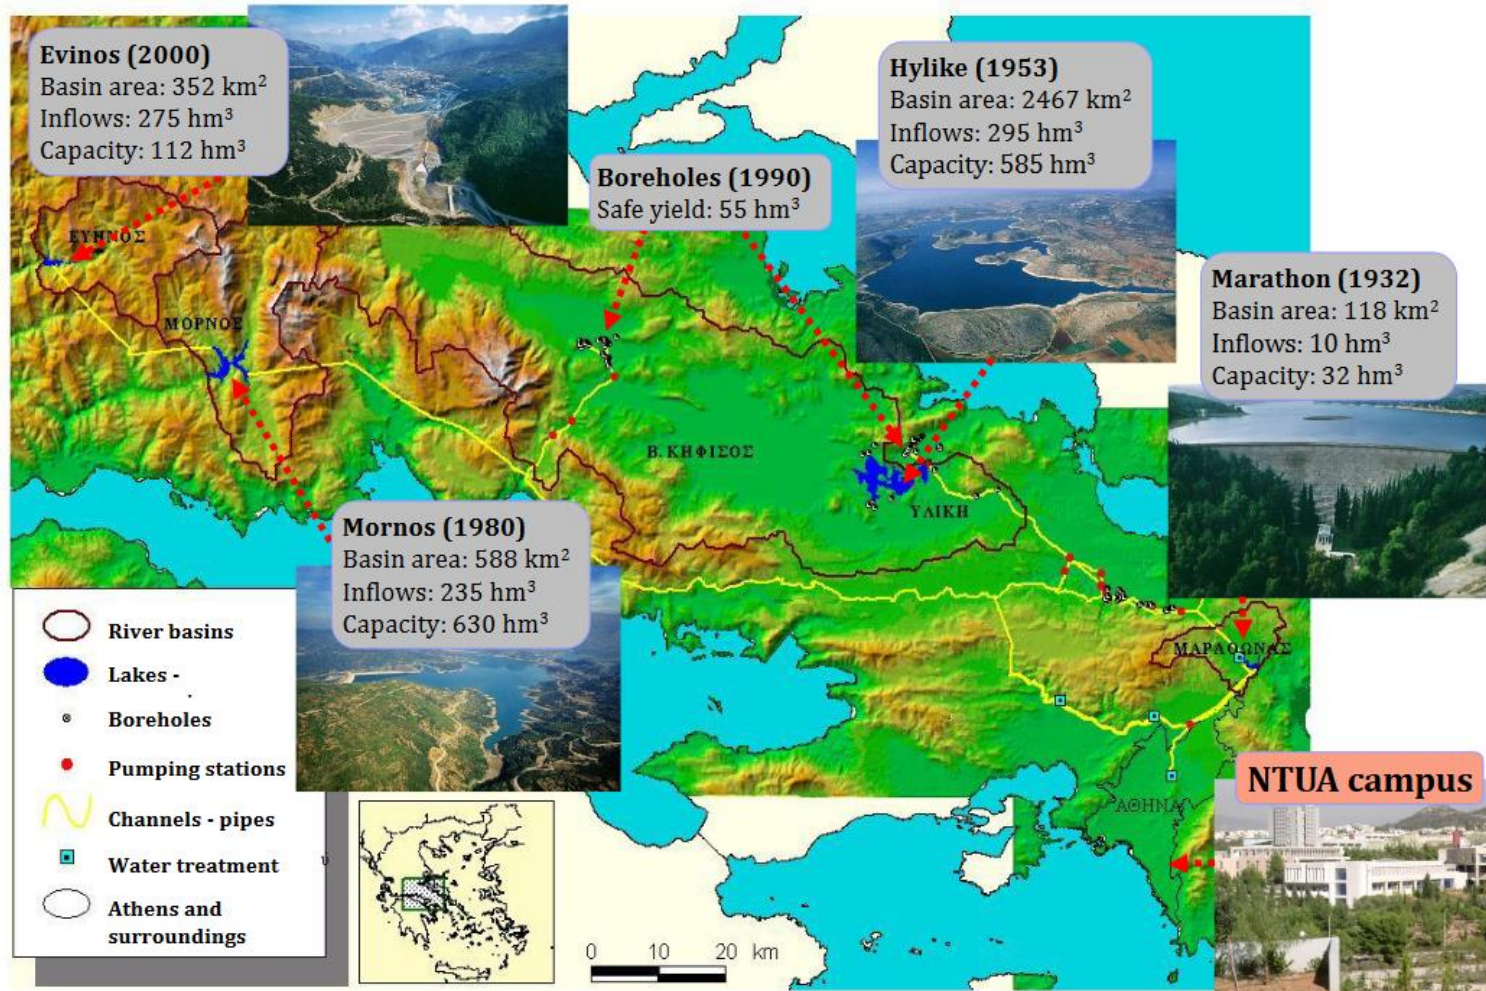 Evinos (2000)
Basin area: 352 km²
Inflows: 275 hm³
Capacity: 112 hm³
Hylike (1953)
Basin area: 2467 km²
Inflows: 295 hm³
Capacity: 585 hm³
Boreholes (1990)
Safe yield: 55 hm³
Marathon (1932)
Basin area: 118 km²
Inflows: 10 hm³
Capacity: 32 hm³
ΕΥΗΝΟΣ
ΜΟΡΝΟΣ
Β. ΚΗΦΙΣΟΣ
ΥΛΙΚΗ
Mornos (1980)
Basin area: 588 km²
Inflows: 235 hm³
Capacity: 630 hm³
ΜΑΡΑΘΩΝΑΣ
River basins
Lakes -
Boreholes
Pumping stations
Channels - pipes
Water treatment
Athens and
surroundings
NTUA campus
ΑΘΗΝΑ
0 10 20 km